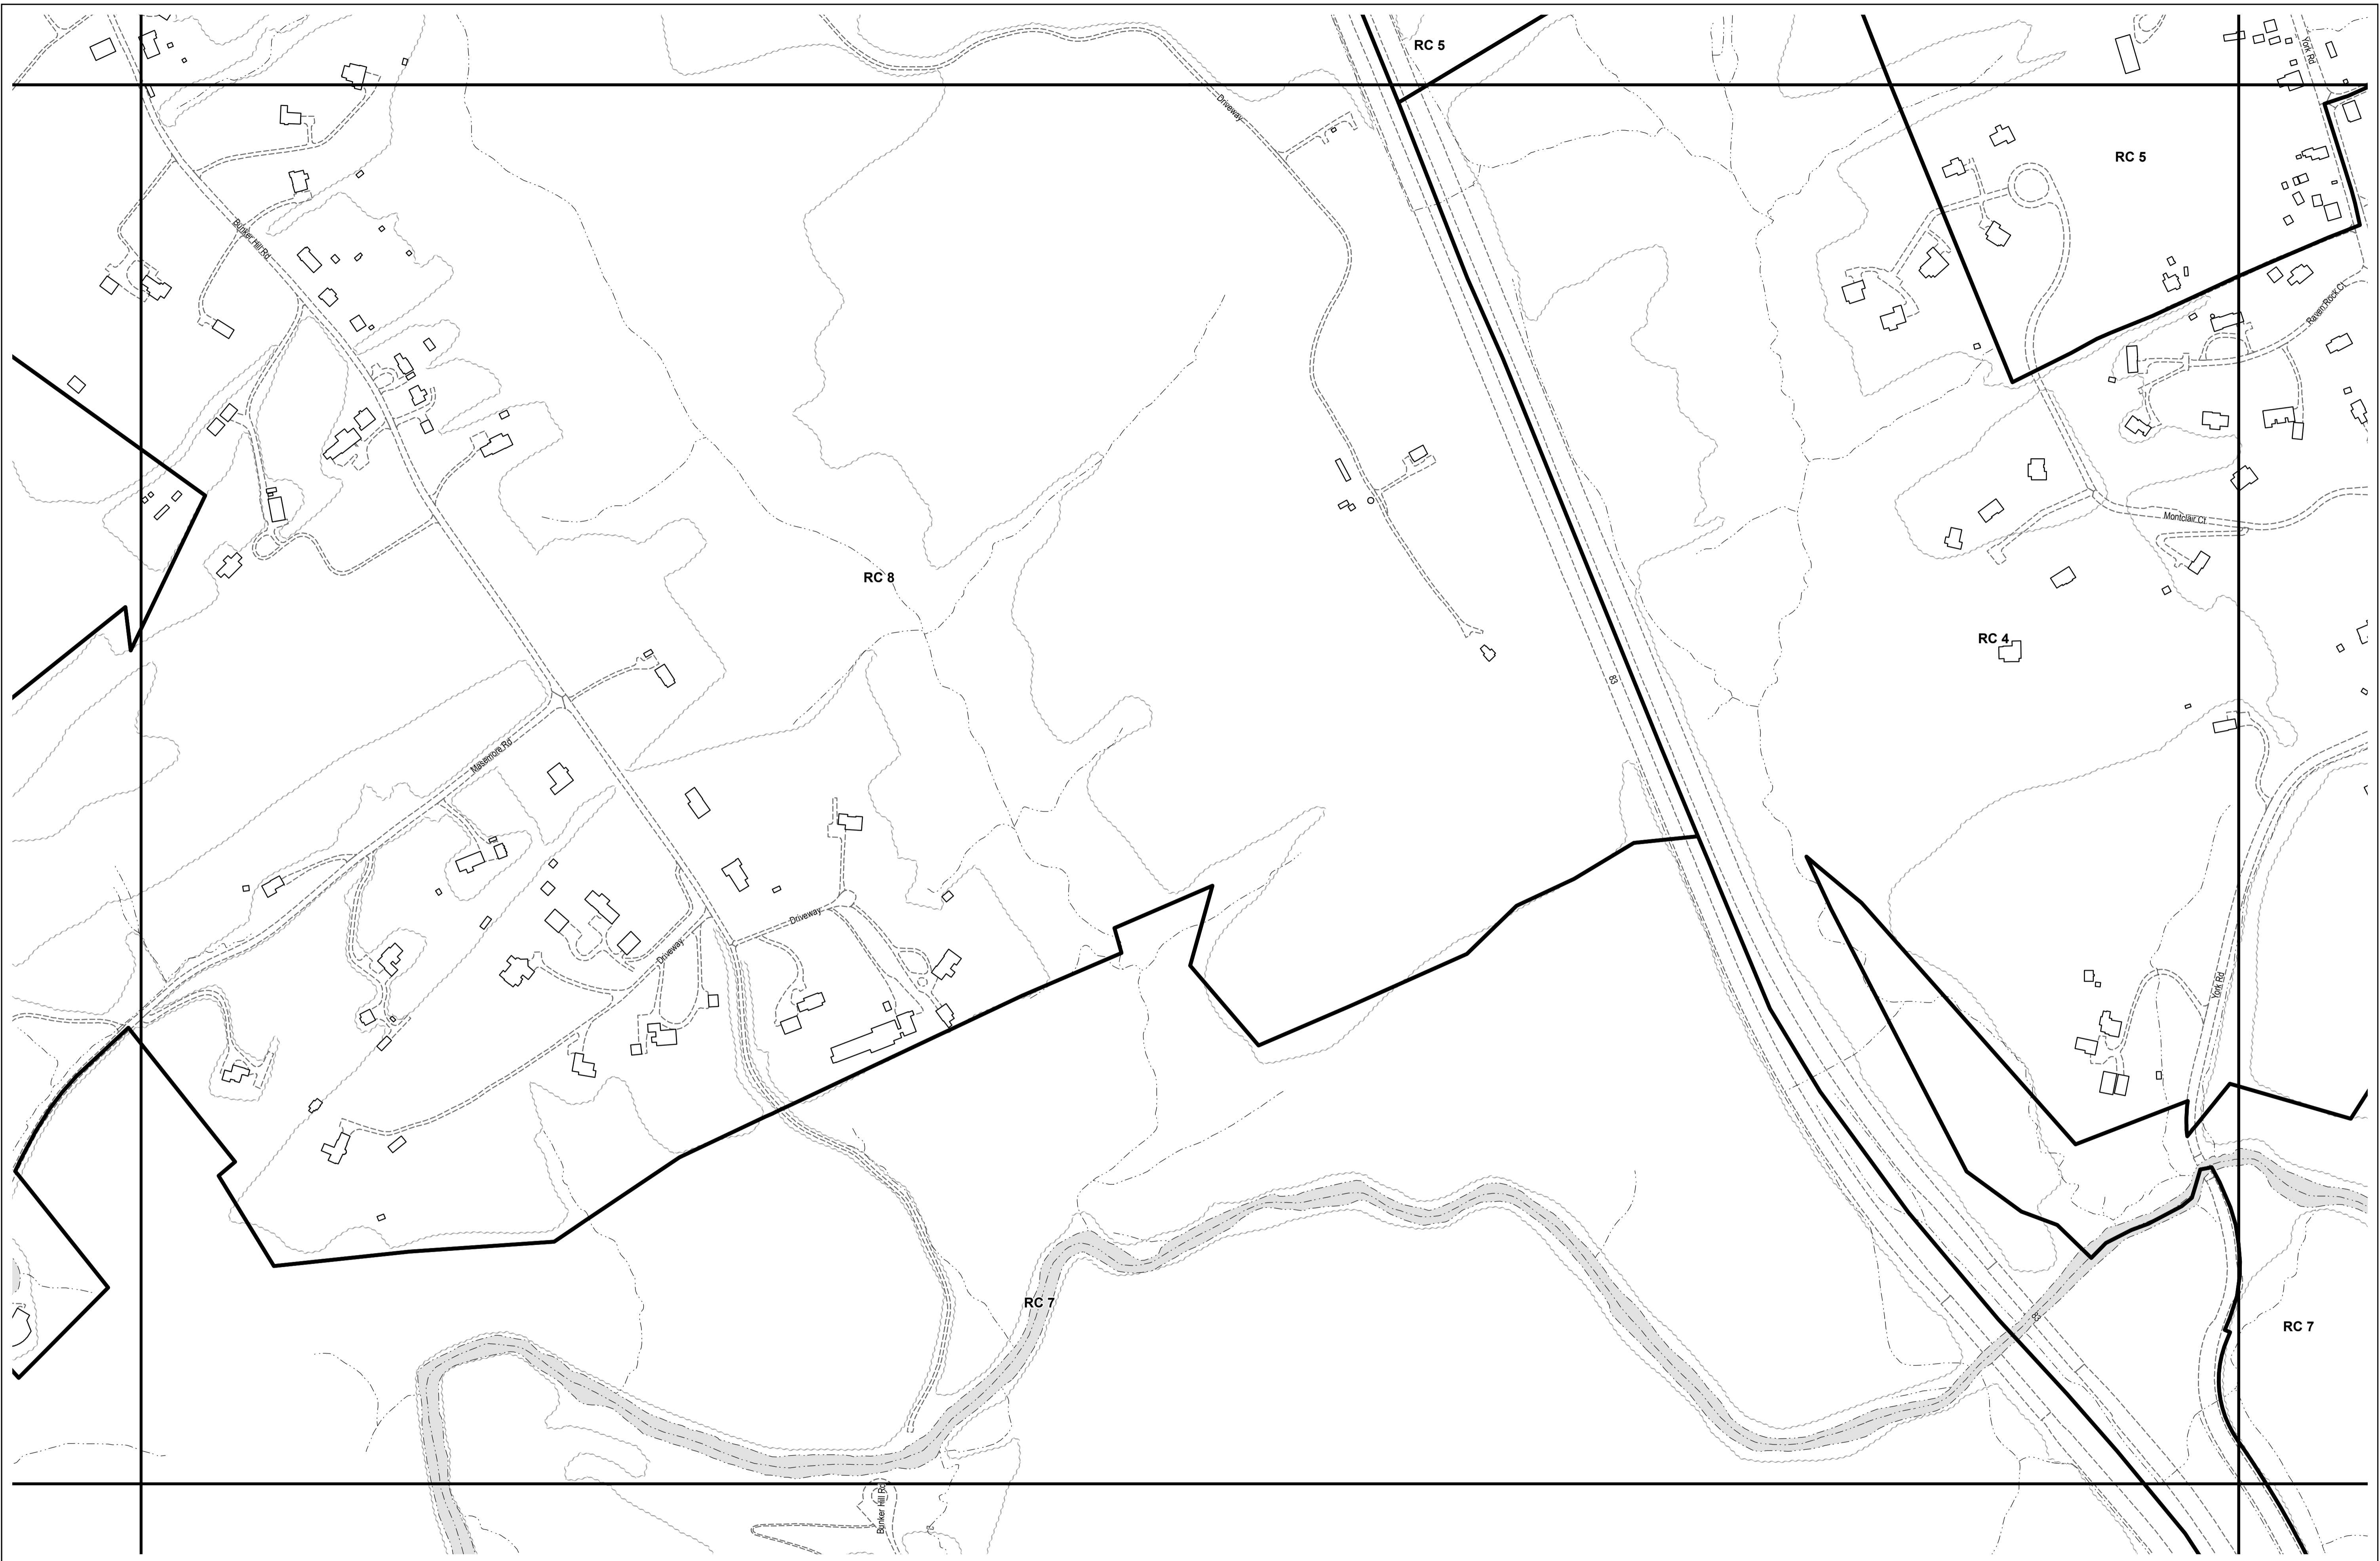 RC 5
York Rd
Driveway
RC 5
Bunker Hill Rd
Raven Rock Ct
Montclair Ct
RC 8
RC 4
83
Masemore Rd
Driveway
Driveway
York Rd
RC 7
83
RC 7
Bunker Hill Rd